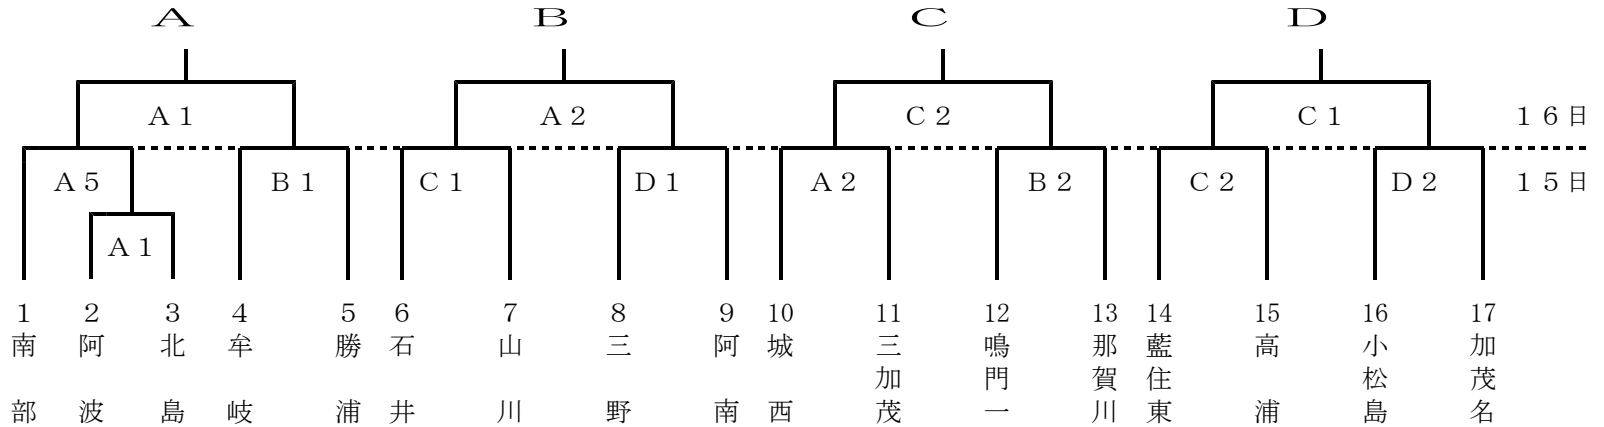 A B C D
A1 A2 C2 C1 16日
A5 B1 C1 D1 A2 B2 C2 D2 15日
A1
1 2 3 4 5 6 7 8 9 10 11 12 13 14 15 16 17
南部 阿波 北島 牟岐 勝浦 石井 山川 三野 阿南 城西 三加茂 鳴門一 那賀川 藍住東 高浦 小松島 加茂名